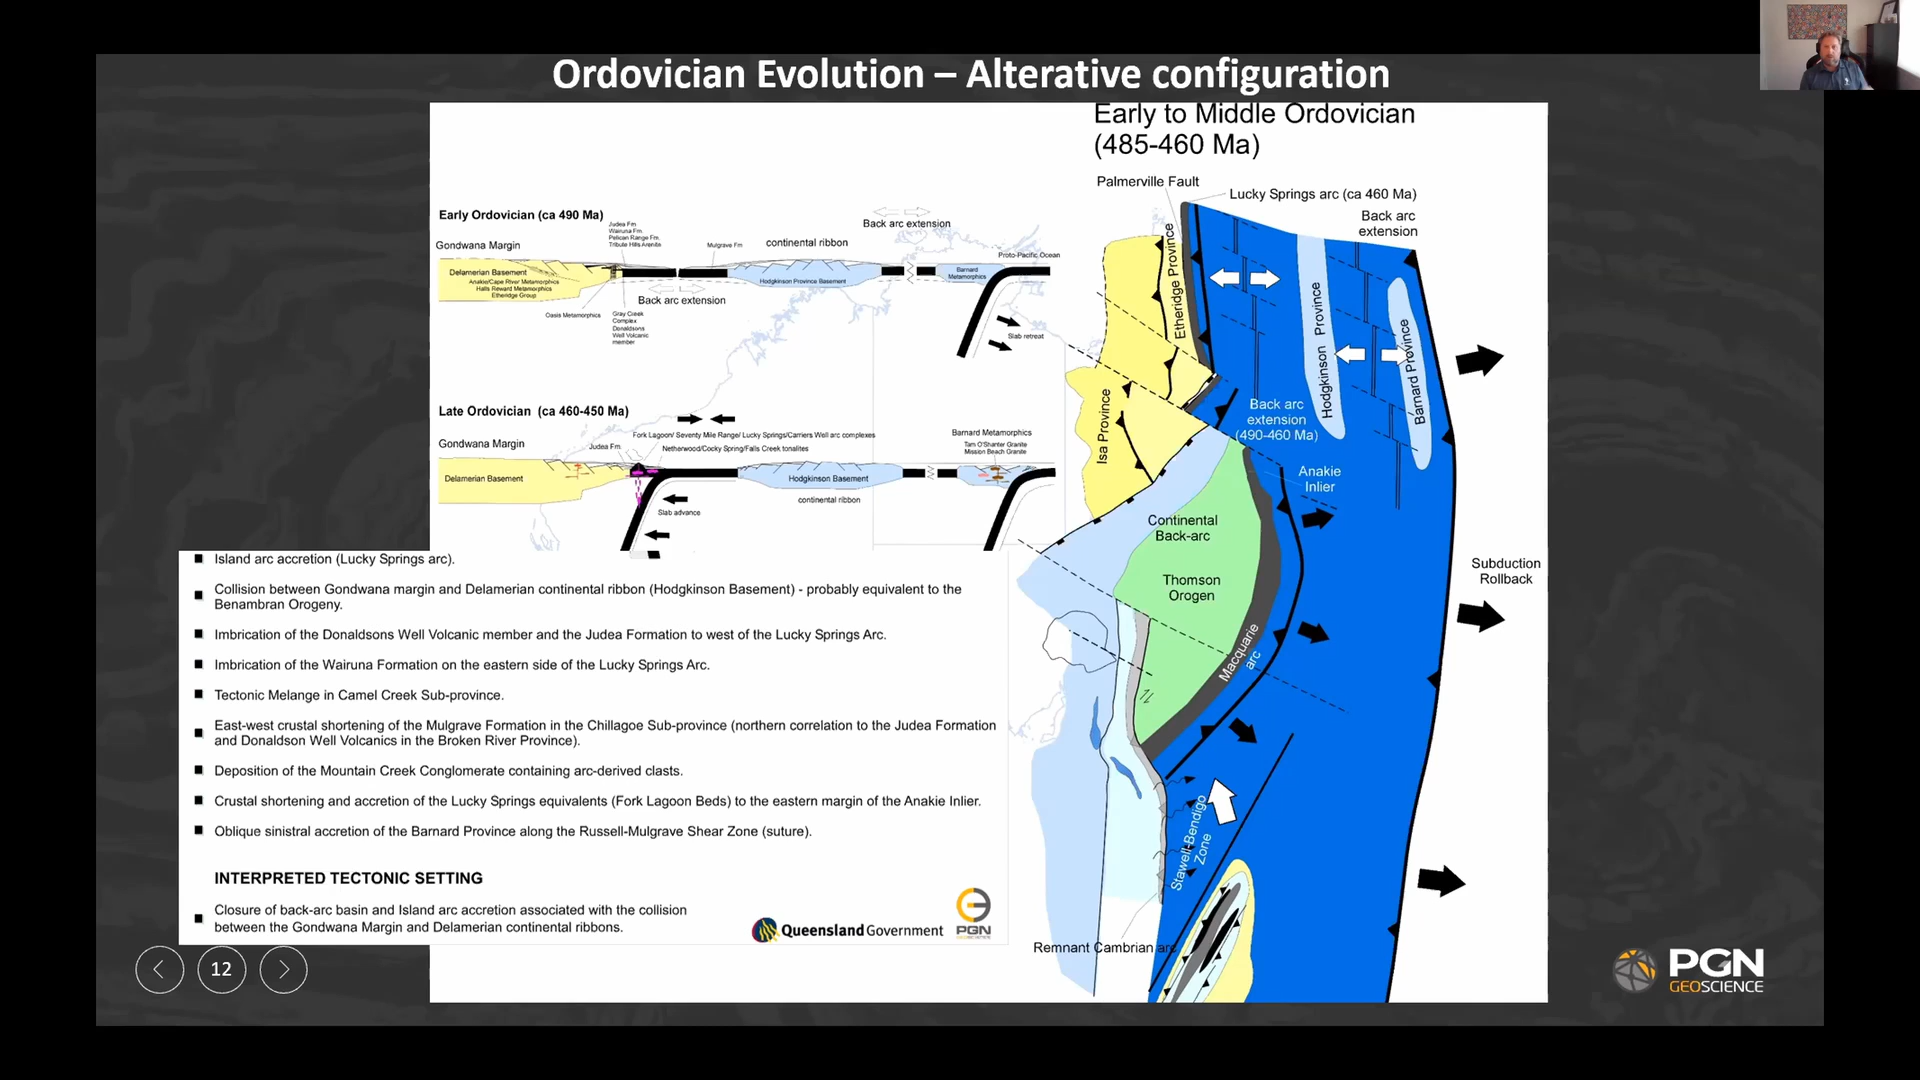 Ordovician Evolution – Alterative configuration
Early to Middle Ordovician
(485-460 Ma)
Palmerville Fault
Lucky Springs arc (ca 460 Ma)
Back arc
extension
Early Ordovician (ca 490 Ma)
Judea Fm
Wairuna Fm.
Pelican Range Fm.
Tribute Hills Arenite
Gondwana Margin
Mulgrave Fm
continental ribbon
Back arc extension
Proto-Pacific Ocean
Delamerian Basement
Anakie/Cape River Metamorphics
Halls Reward Metamorphics
Etheridge Group
Hodgkinson Province Basement
Barnard
Metamorphics
Back arc extension
Oasis Metamorphics
Gray Creek
Complex
Donaldsons
Well Volcanic
member
Slab retreat
Late Ordovician (ca 460-450 Ma)
Gondwana Margin
Judea Fm.
Fork Lagoon/ Seventy Mile Range/ Lucky Springs/Carriers Well arc complexes
Netherwood/Cocky Spring/Falls Creek tonalites
Barnard Metamorphics
Tam O'Shanter Granite
Mission Beach Granite
Delamerian Basement
Hodgkinson Basement
continental ribbon
Slab advance
Etheridge Province
Hodgkinson Province
Barnard Province
Isa Province
Back arc
extension
(490-460 Ma)
Anakie
Inlier
Continental
Back-arc
Thomson
Orogen
Macquarie
arc
Subduction
Rollback
Stawell-Bendigo
Zone
Remnant Cambrian arc
Island arc accretion (Lucky Springs arc).
Collision between Gondwana margin and Delamerian continental ribbon (Hodgkinson Basement) - probably equivalent to the
Benambran Orogeny.
Imbrication of the Donaldsons Well Volcanic member and the Judea Formation to west of the Lucky Springs Arc.
Imbrication of the Wairuna Formation on the eastern side of the Lucky Springs Arc.
Tectonic Melange in Camel Creek Sub-province.
East-west crustal shortening of the Mulgrave Formation in the Chillagoe Sub-province (northern correlation to the Judea Formation
and Donaldson Well Volcanics in the Broken River Province).
Deposition of the Mountain Creek Conglomerate containing arc-derived clasts.
Crustal shortening and accretion of the Lucky Springs equivalents (Fork Lagoon Beds) to the eastern margin of the Anakie Inlier.
Oblique sinistral accretion of the Barnard Province along the Russell-Mulgrave Shear Zone (suture).
INTERPRETED TECTONIC SETTING
Closure of back-arc basin and Island arc accretion associated with the collision
between the Gondwana Margin and Delamerian continental ribbons.
Queensland Government
PGN
GEOSCIENCE
12
PGN
GEOSCIENCE